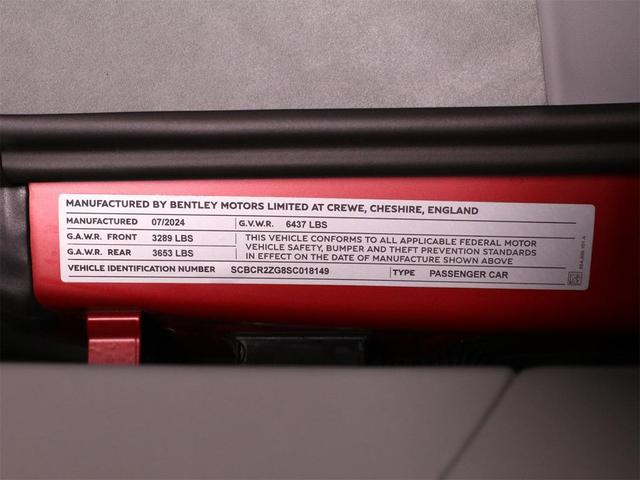 MANUFACTURED BY BENTLEY MOTORS LIMITED AT CREWE, CHESHIRE, ENGLAND
MANUFACTURED 07/2024 G.V.W.R. 6437 LBS
G.A.W.R. FRONT 3289 LBS
G.A.W.R. REAR 3653 LBS
THIS VEHICLE CONFORMS TO ALL APPLICABLE FEDERAL MOTOR
VEHICLE SAFETY, BUMPER AND THEFT PREVENTION STANDARDS
IN EFFECT ON THE DATE OF MANUFACTURE SHOWN ABOVE
VEHICLE IDENTIFICATION NUMBER SCBCR2ZG8SC018149 TYPE PASSENGER CAR